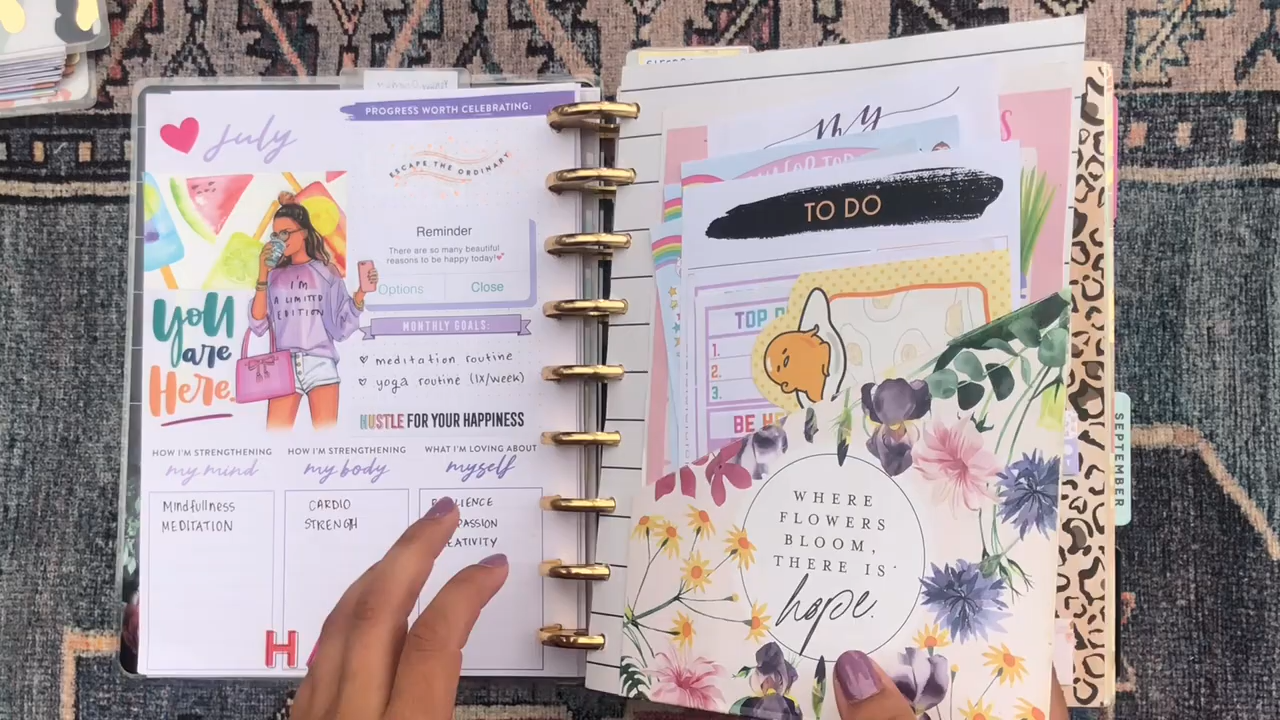 PROGRESS WORTH CELEBRATING:
july
ESCAPE THE ORDINARY
Reminder
There are so many beautiful
reasons to be happy today!
Options
Close
I'M
A LIMITED
EDITION
YOU
are
Here.
MONTHLY GOALS:
meditation routine
yoga routine (1X/week)
HUSTLE FOR YOUR HAPPINESS
HOW I'M STRENGTHENING
my mind
HOW I'M STRENGTHENING
my body
WHAT I'M LOVING ABOUT
myself
Mindfullness
MEDITATION
CARDIO
STRENGTH
H
my
TO DO
TOP
1.
2.
3.
WHERE
FLOWERS
BLOOM,
THERE IS
hope.
SEPTEMBER